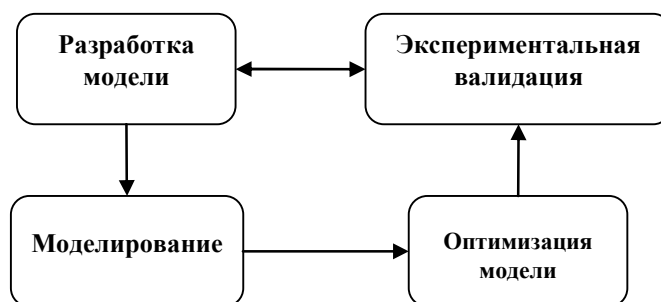 Разработка
модели
Экспериментальная
валидация
Моделирование
Оптимизация
модели